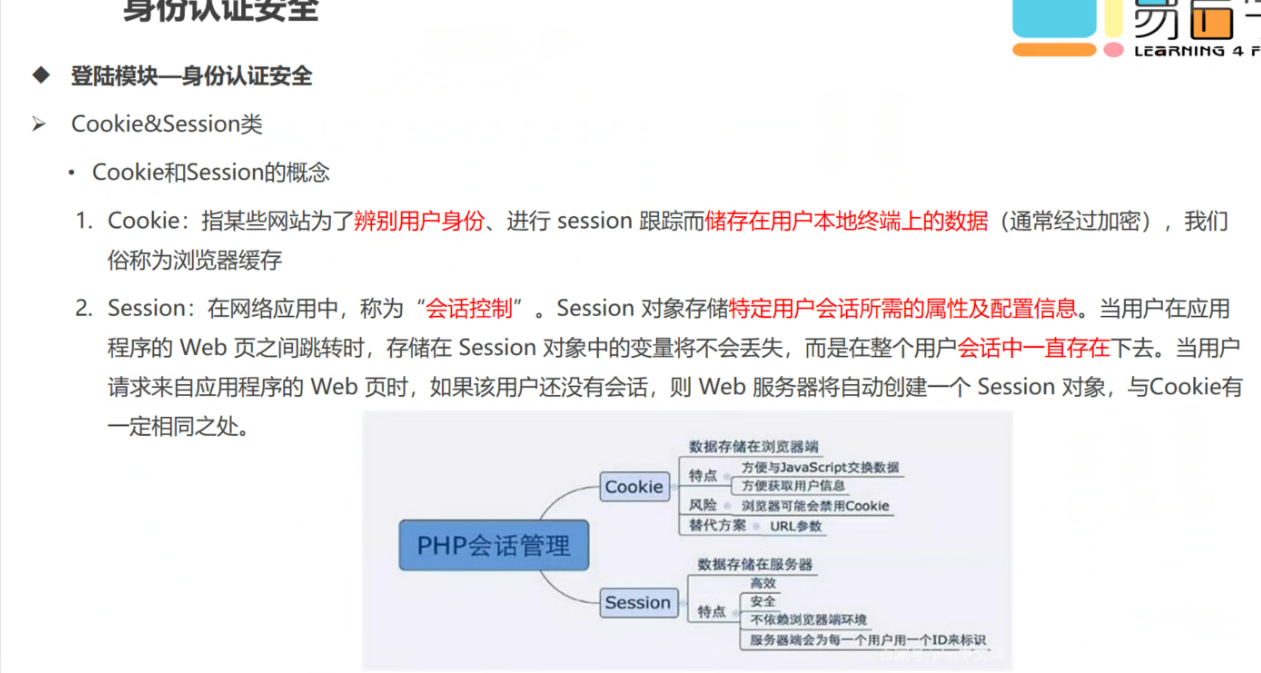 身份认证安全
LEARNING 4 F
登陆模块—身份认证安全
Cookie&Session类
Cookie和Session的概念
1. Cookie：指某些网站为了辨别用户身份、进行 session 跟踪而储存在用户本地终端上的数据（通常经过加密），我们
俗称为浏览器缓存
2. Session：在网络应用中，称为“会话控制”。Session 对象存储特定用户会话所需的属性及配置信息。当用户在应用
程序的 Web 页之间跳转时，存储在 Session 对象中的变量将不会丢失，而是在整个用户会话中一直存在下去。当用户
请求来自应用程序的 Web 页时，如果该用户还没有会话，则 Web 服务器将自动创建一个 Session 对象，与Cookie有
一定相同之处。
PHP会话管理
Cookie
数据存储在浏览器端
特点
方便与JavaScript交换数据
方便获取用户信息
风险
浏览器可能会禁用Cookie
替代方案
URL参数
Session
数据存储在服务器
特点
高效
安全
不依赖浏览器端环境
服务器端会为每一个用户用一个ID来标识